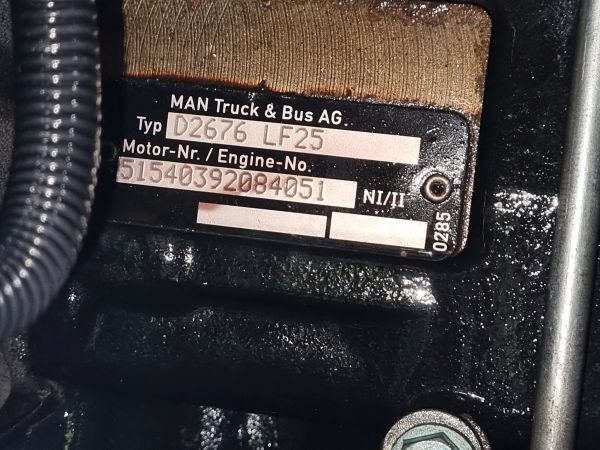 MAN Truck & Bus AG
Typ D2676 LF25
Motor-Nr. / Engine-No.
51540392084051 NI/II
0285